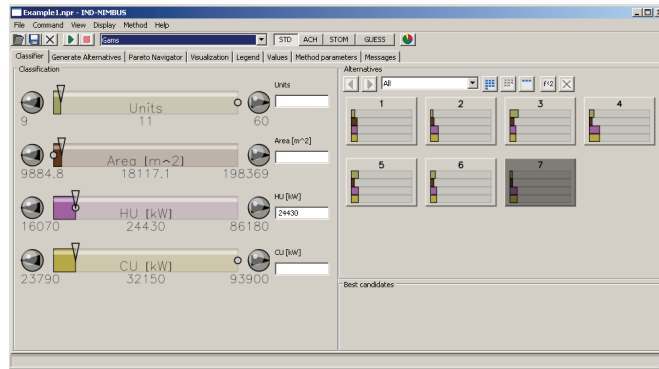 Example1.npr - IND-NIMBUS
File Command View Display Method Help
Gams STD ACH STOM GUESS
Classifier Generate Alternatives Pareto Navigator Visualization Legend Values Method parameters Messages
Classification
Units
Units
9 11 60
Area [m^2]
Area [m^2]
9884.8 18117.1 198369
HU [kW]
HU [kW]
24430
16070 24430 86180
CU [kW]
CU [kW]
23790 32150 93900
Alternatives
All
1 2 3 4
5 6 7
Best candidates